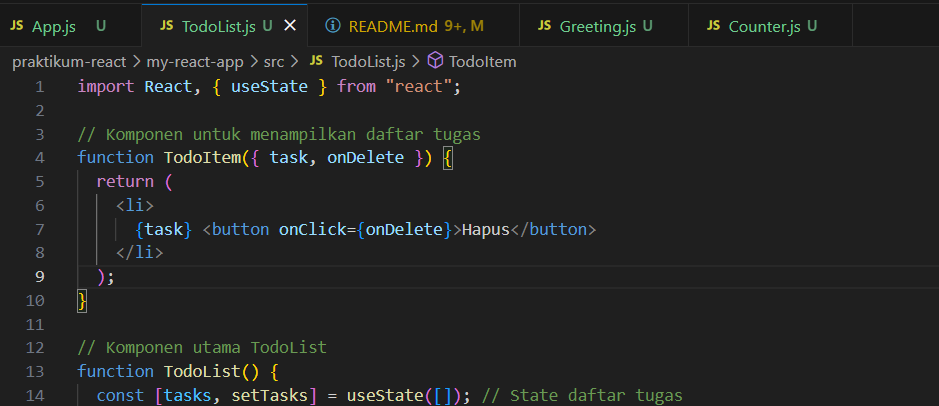 JS App.js U JS TodoList.js U × README.md 9+, M JS Greeting.js U JS Counter.js U
praktikum-react > my-react-app > src > JS TodoList.js > TodoItem
1 import React, { useState } from "react";
2
3 // Komponen untuk menampilkan daftar tugas
4 function TodoItem({ task, onDelete }) {
5 return (
6 <li>
7 {task} <button onClick={onDelete}>Hapus</button>
8 </li>
9 );
10 }
11
12 // Komponen utama TodoList
13 function TodoList() {
14 const [tasks, setTasks] = useState([]); // State daftar tugas